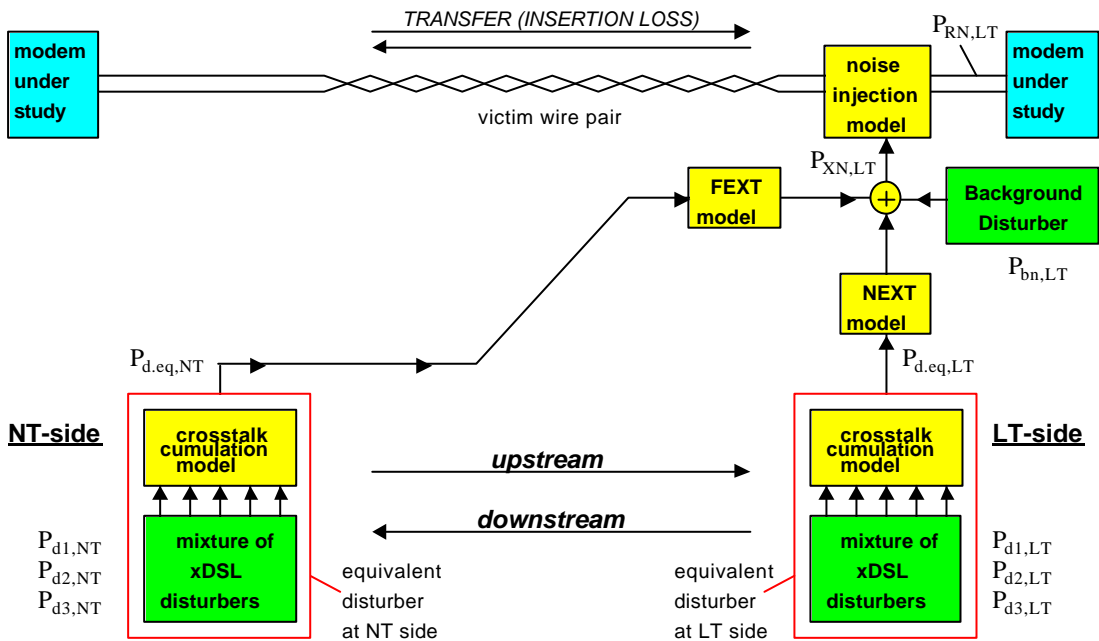 TRANSFER (INSERTION LOSS)
modem
under
study
victim wire pair
noise
injection
model
P_RN,LT
modem
under
study
P_XN,LT
FEXT
model
+
Background
Disturber
P_bn,LT
NEXT
model
P_d.eq,NT
P_d.eq,LT
NT-side
crosstalk
cumulation
model
upstream
downstream
crosstalk
cumulation
model
LT-side
P_d1,NT
P_d2,NT
P_d3,NT
mixture of
xDSL
disturbers
equivalent
disturber
at NT side
equivalent
disturber
at LT side
mixture of
xDSL
disturbers
P_d1,LT
P_d2,LT
P_d3,LT